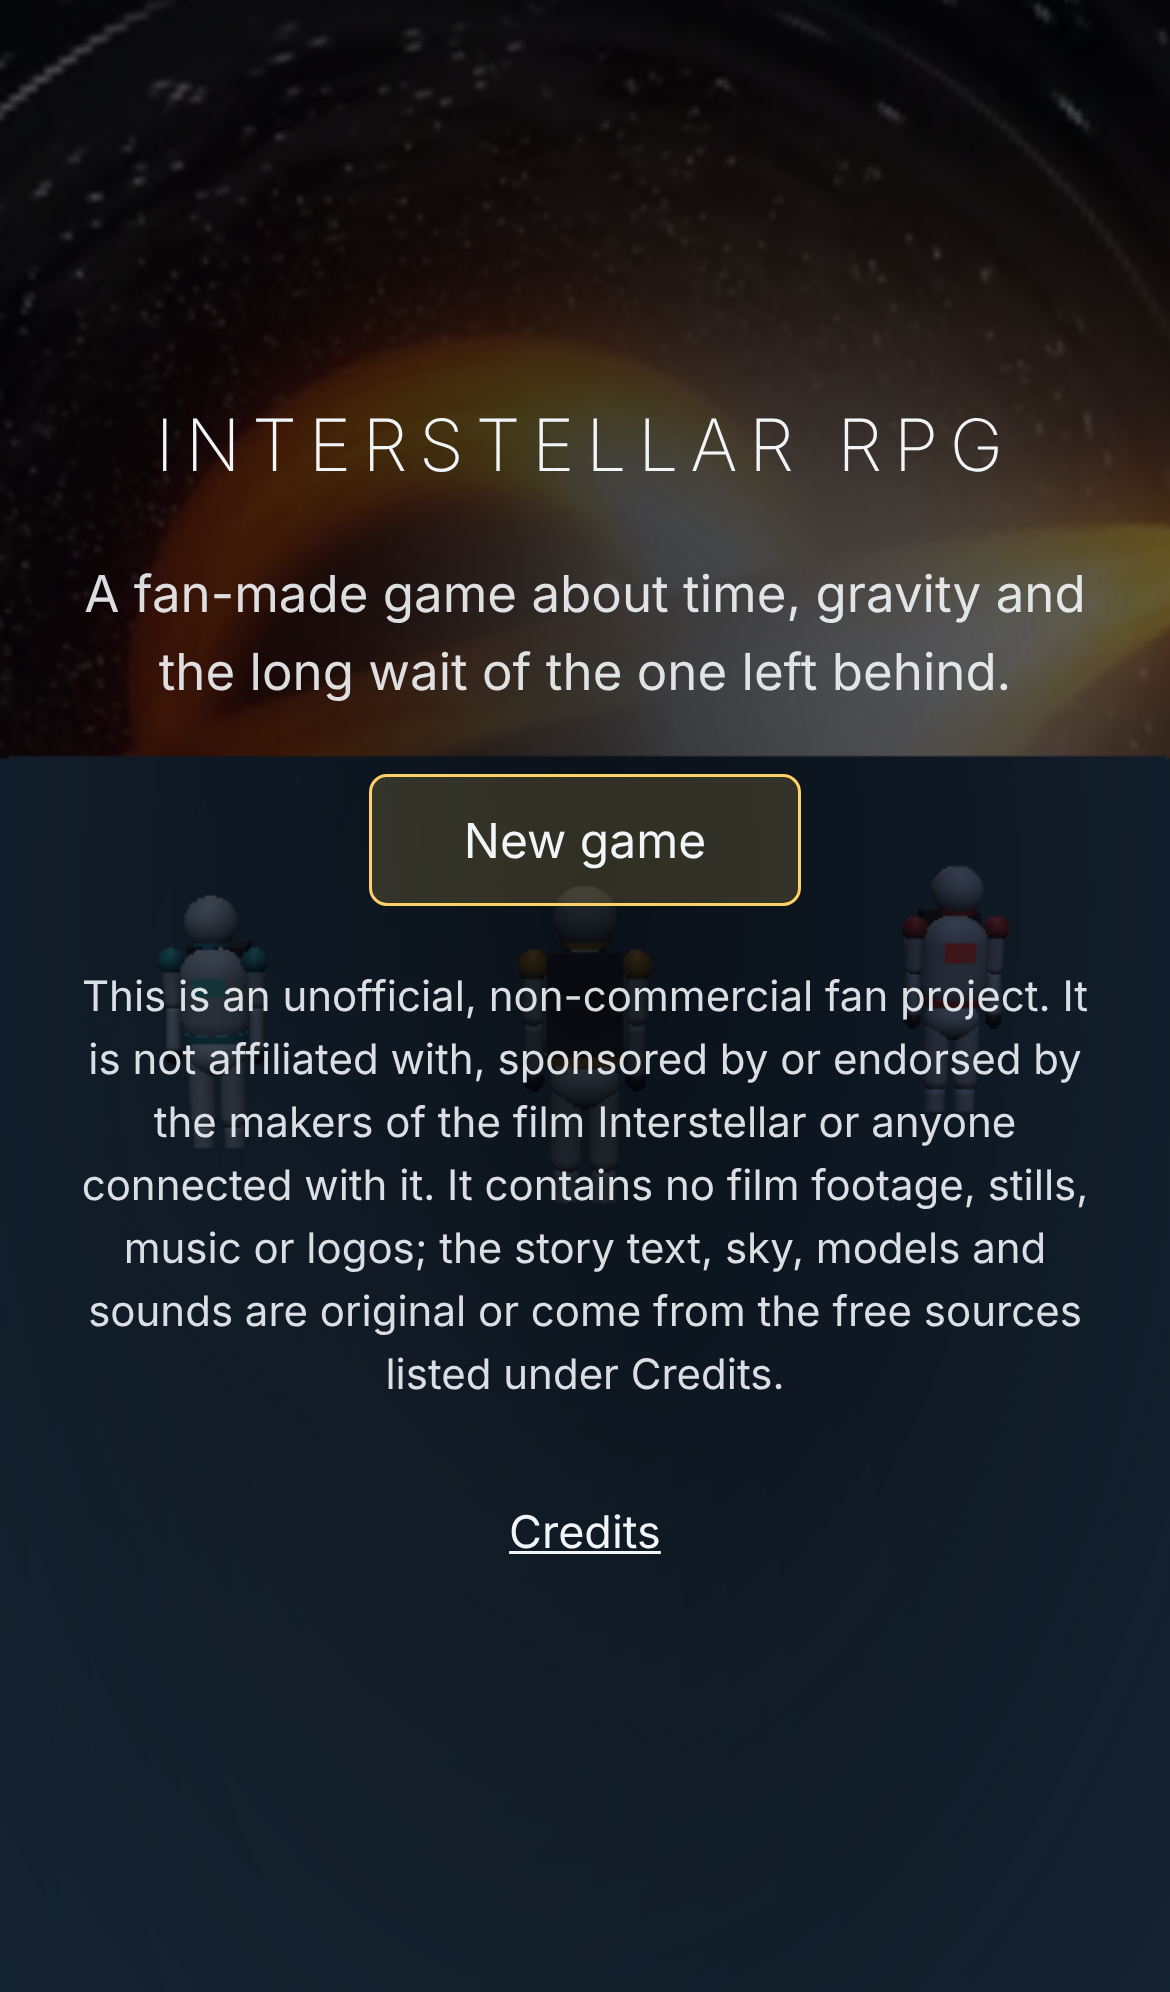 INTERSTELLAR RPG
A fan-made game about time, gravity and
the long wait of the one left behind.
New game
This is an unofficial, non-commercial fan project. It
is not affiliated with, sponsored by or endorsed by
the makers of the film Interstellar or anyone
connected with it. It contains no film footage, stills,
music or logos; the story text, sky, models and
sounds are original or come from the free sources
listed under Credits.
Credits